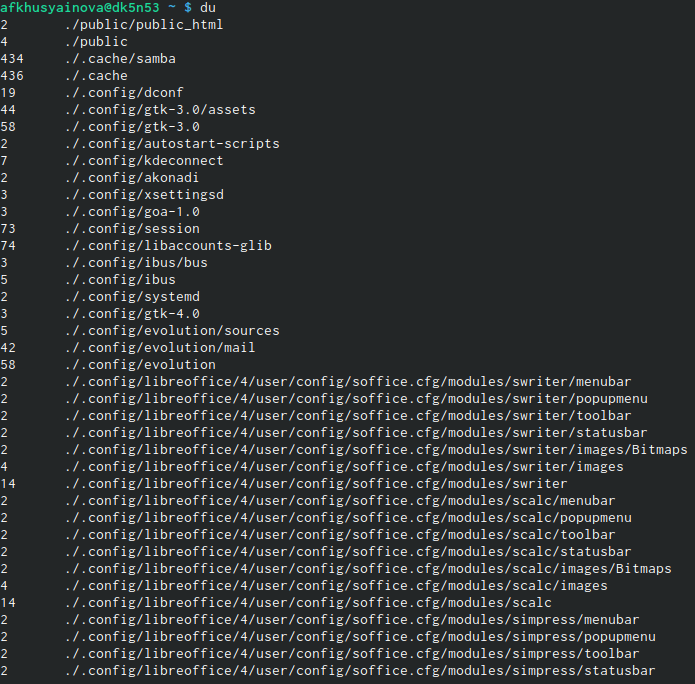 afkhusyainova@dk5n53 ~ $ du
2 ./public/public_html
4 ./public
434 ./.cache/samba
436 ./.cache
19 ./.config/dconf
44 ./.config/gtk-3.0/assets
58 ./.config/gtk-3.0
2 ./.config/autostart-scripts
7 ./.config/kdeconnect
2 ./.config/akonadi
3 ./.config/xsettingsd
3 ./.config/goa-1.0
73 ./.config/session
74 ./.config/libaccounts-glib
3 ./.config/ibus/bus
5 ./.config/ibus
2 ./.config/systemd
3 ./.config/gtk-4.0
5 ./.config/evolution/sources
42 ./.config/evolution/mail
58 ./.config/evolution
2 ./.config/libreoffice/4/user/config/soffice.cfg/modules/swriter/menubar
2 ./.config/libreoffice/4/user/config/soffice.cfg/modules/swriter/popupmenu
2 ./.config/libreoffice/4/user/config/soffice.cfg/modules/swriter/toolbar
2 ./.config/libreoffice/4/user/config/soffice.cfg/modules/swriter/statusbar
2 ./.config/libreoffice/4/user/config/soffice.cfg/modules/swriter/images/Bitmaps
4 ./.config/libreoffice/4/user/config/soffice.cfg/modules/swriter/images
14 ./.config/libreoffice/4/user/config/soffice.cfg/modules/swriter
2 ./.config/libreoffice/4/user/config/soffice.cfg/modules/scalc/menubar
2 ./.config/libreoffice/4/user/config/soffice.cfg/modules/scalc/popupmenu
2 ./.config/libreoffice/4/user/config/soffice.cfg/modules/scalc/toolbar
2 ./.config/libreoffice/4/user/config/soffice.cfg/modules/scalc/statusbar
2 ./.config/libreoffice/4/user/config/soffice.cfg/modules/scalc/images/Bitmaps
4 ./.config/libreoffice/4/user/config/soffice.cfg/modules/scalc/images
14 ./.config/libreoffice/4/user/config/soffice.cfg/modules/scalc
2 ./.config/libreoffice/4/user/config/soffice.cfg/modules/simpress/menubar
2 ./.config/libreoffice/4/user/config/soffice.cfg/modules/simpress/popupmenu
2 ./.config/libreoffice/4/user/config/soffice.cfg/modules/simpress/toolbar
2 ./.config/libreoffice/4/user/config/soffice.cfg/modules/simpress/statusbar